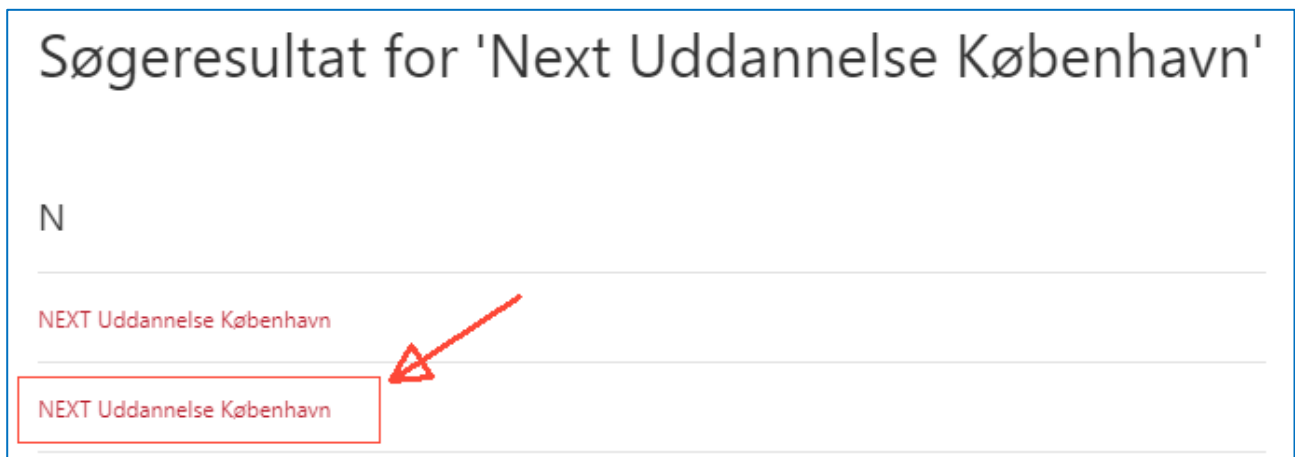 Søgeresultat for 'Next Uddannelse København'
N
NEXT Uddannelse København
NEXT Uddannelse København